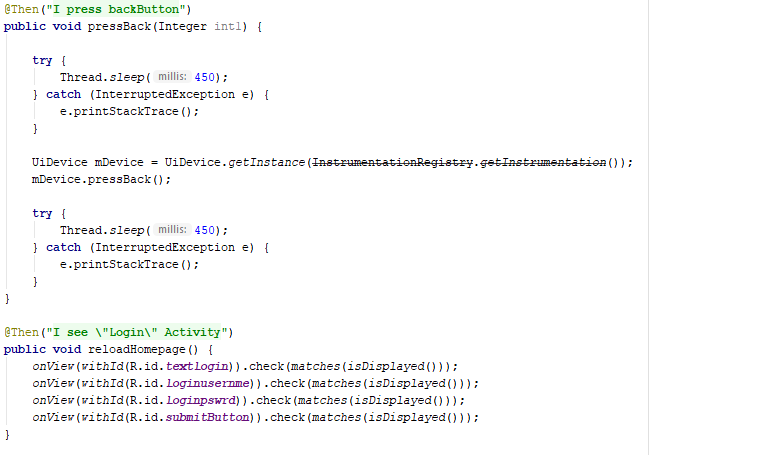 @Then("I press backButton")
public void pressBack(Integer int1) {
try {
Thread.sleep( millis: 450);
} catch (InterruptedException e) {
e.printStackTrace();
}
UiDevice mDevice = UiDevice.getInstance(InstrumentationRegistry.getInstrumentation());
mDevice.pressBack();
try {
Thread.sleep( millis: 450);
} catch (InterruptedException e) {
e.printStackTrace();
}
}
@Then("I see \"Login\" Activity")
public void reloadHomepage() {
onView(withId(R.id.textlogin)).check(matches(isDisplayed()));
onView(withId(R.id.loginusernme)).check(matches(isDisplayed()));
onView(withId(R.id.loginpswrd)).check(matches(isDisplayed()));
onView(withId(R.id.submitButton)).check(matches(isDisplayed()));
}